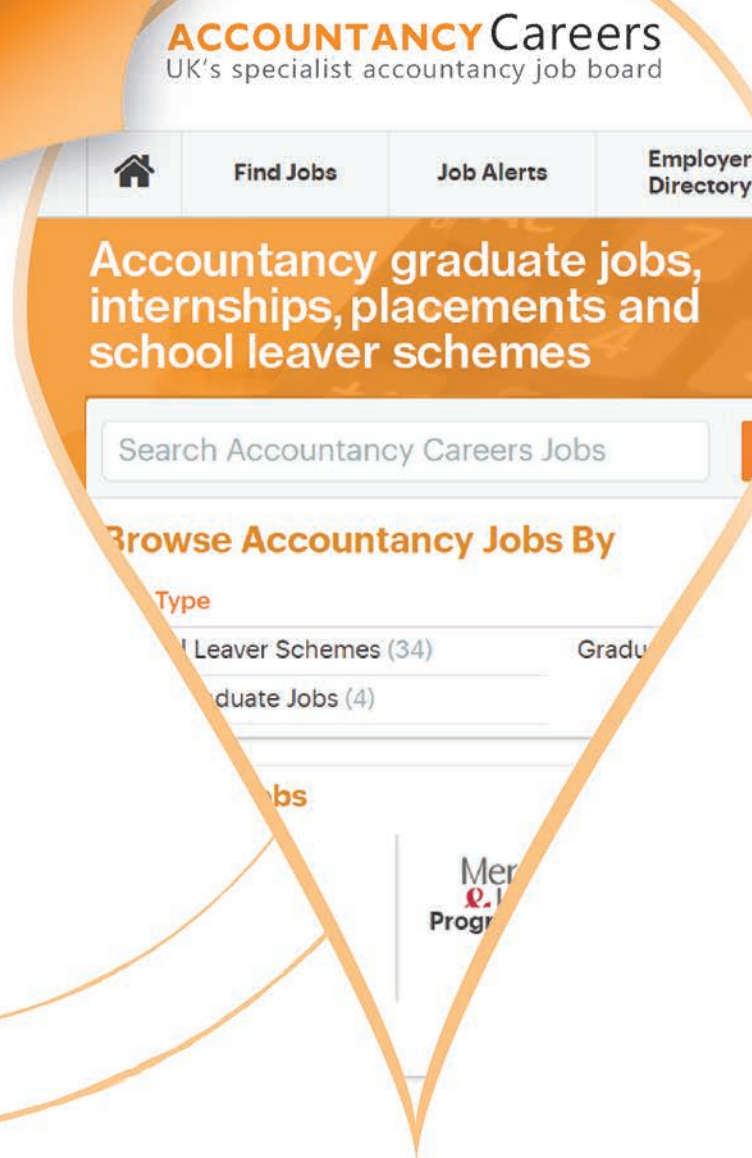 ACCOUNTANCY Careers
UK's specialist accountancy job board
Find Jobs
Job Alerts
Employer
Directory
Accountancy graduate jobs,
internships, placements and
school leaver schemes
Search Accountancy Careers Jobs
Browse Accountancy Jobs By
Type
Leaver Schemes (34)
Jobs (4)